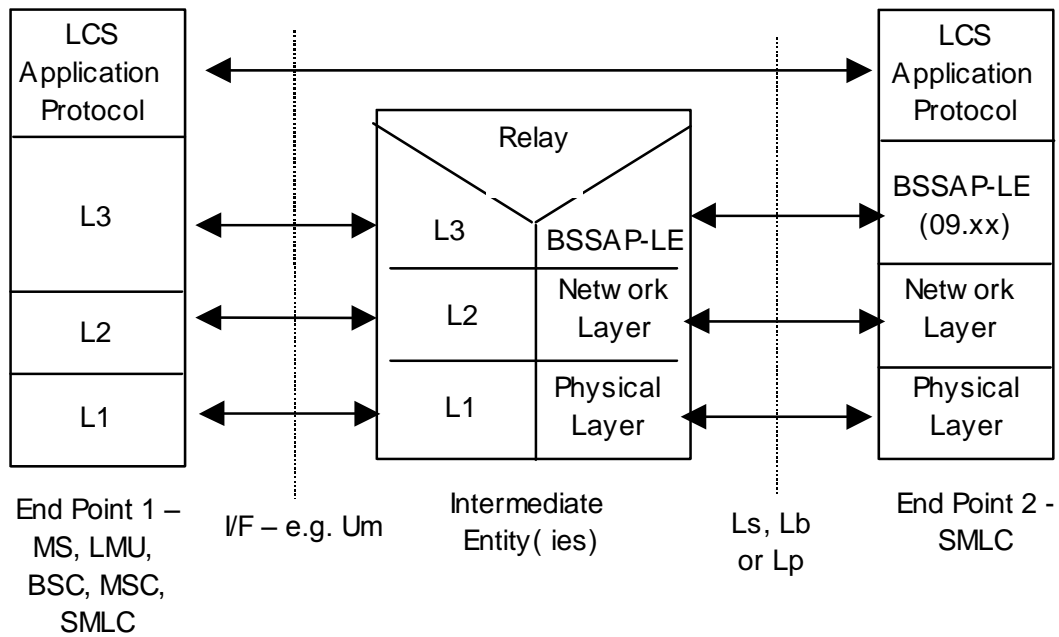 LCS
Application
Protocol
L3
L2
L1
End Point 1 –
MS, LMU,
BSC, MSC,
SMLC
I/F – e.g. Um
Relay
L3
BSSAP-LE
L2
Netw ork
Layer
L1
Physical
Layer
Intermediate
Entity( ies)
Ls, Lb
or Lp
LCS
Application
Protocol
BSSAP-LE
(09.xx)
Netw ork
Layer
Physical
Layer
End Point 2 -
SMLC